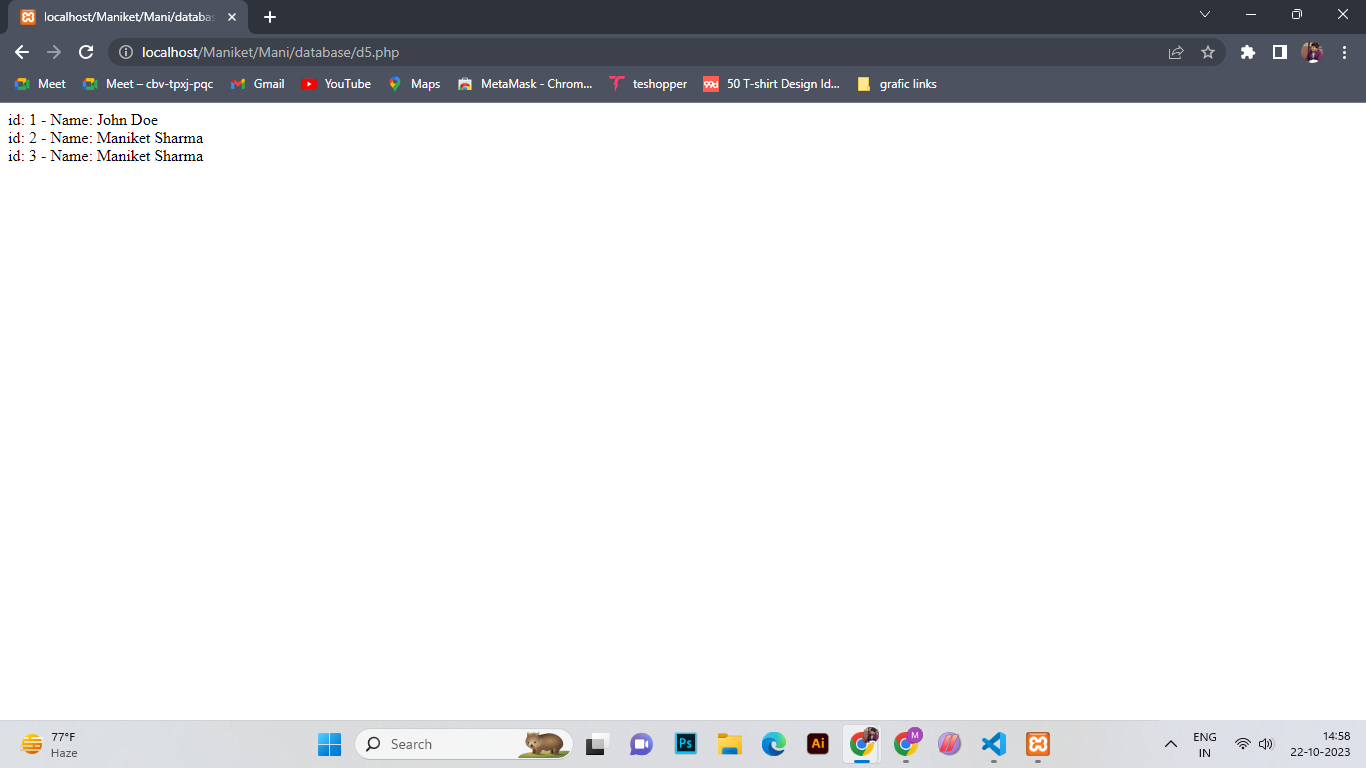 localhost/Maniket/Mani/databas
localhost/Maniket/Mani/database/d5.php
Meet
Meet – cbv-tpxj-pqc
Gmail
YouTube
Maps
MetaMask - Chrom...
teshopper
99d
50 T-shirt Design Id...
grafic links
id: 1 - Name: John Doe
id: 2 - Name: Maniket Sharma
id: 3 - Name: Maniket Sharma
77°F
Haze
Search
Ps
Ai
M
ENG
IN
14:58
22-10-2023